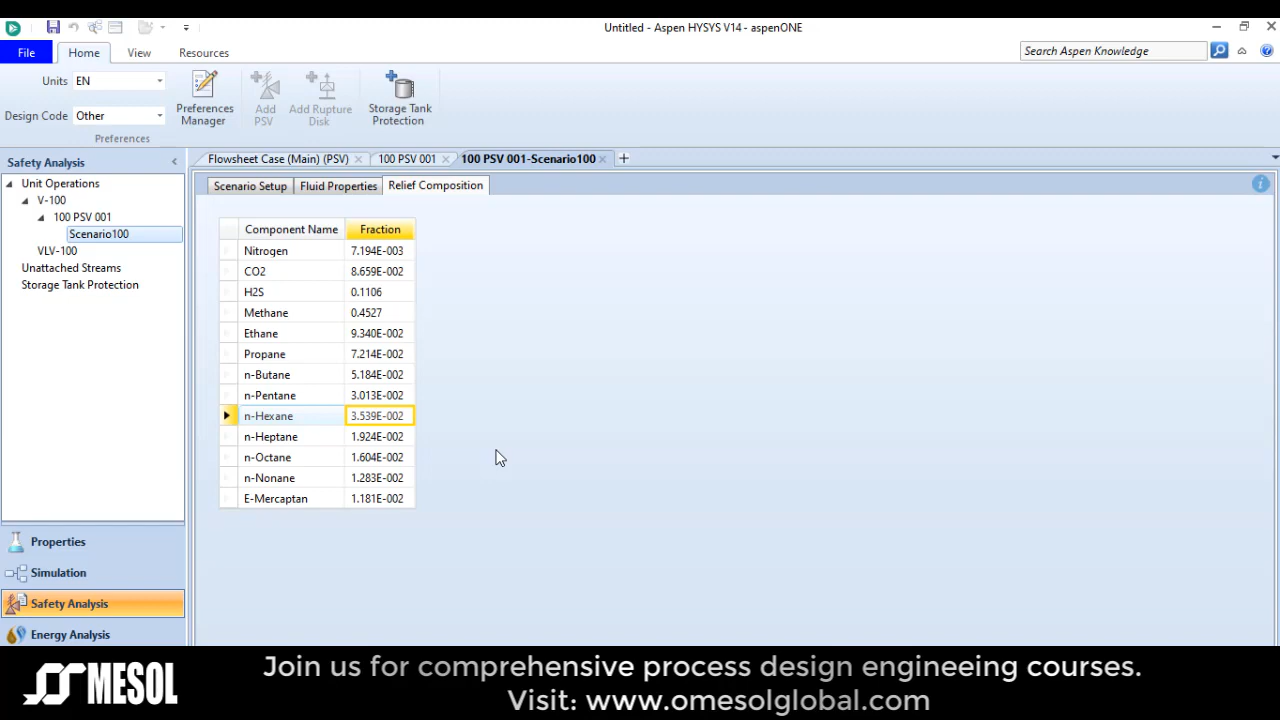 Untitled - Aspen HYSYS V14 - aspenONE
File Home View Resources
Search Aspen Knowledge
Units EN
Design Code Other
Preferences
Manager
Add
PSV
Add Rupture
Disk
Storage Tank
Protection
Preferences
Safety Analysis
Flowsheet Case (Main) (PSV) 100 PSV 001 100 PSV 001-Scenario100
Unit Operations
V-100
100 PSV 001
Scenario100
VLV-100
Unattached Streams
Storage Tank Protection
Scenario Setup Fluid Properties Relief Composition
Component Name Fraction
Nitrogen 7.194E-003
CO2 8.659E-002
H2S 0.1106
Methane 0.4527
Ethane 9.340E-002
Propane 7.214E-002
n-Butane 5.184E-002
n-Pentane 3.013E-002
n-Hexane 3.539E-002
n-Heptane 1.924E-002
n-Octane 1.604E-002
n-Nonane 1.283E-002
E-Mercaptan 1.181E-002
Properties
Simulation
Safety Analysis
Energy Analysis
MESOL
Join us for comprehensive process design engineeing courses.
Visit: www.omesolglobal.com